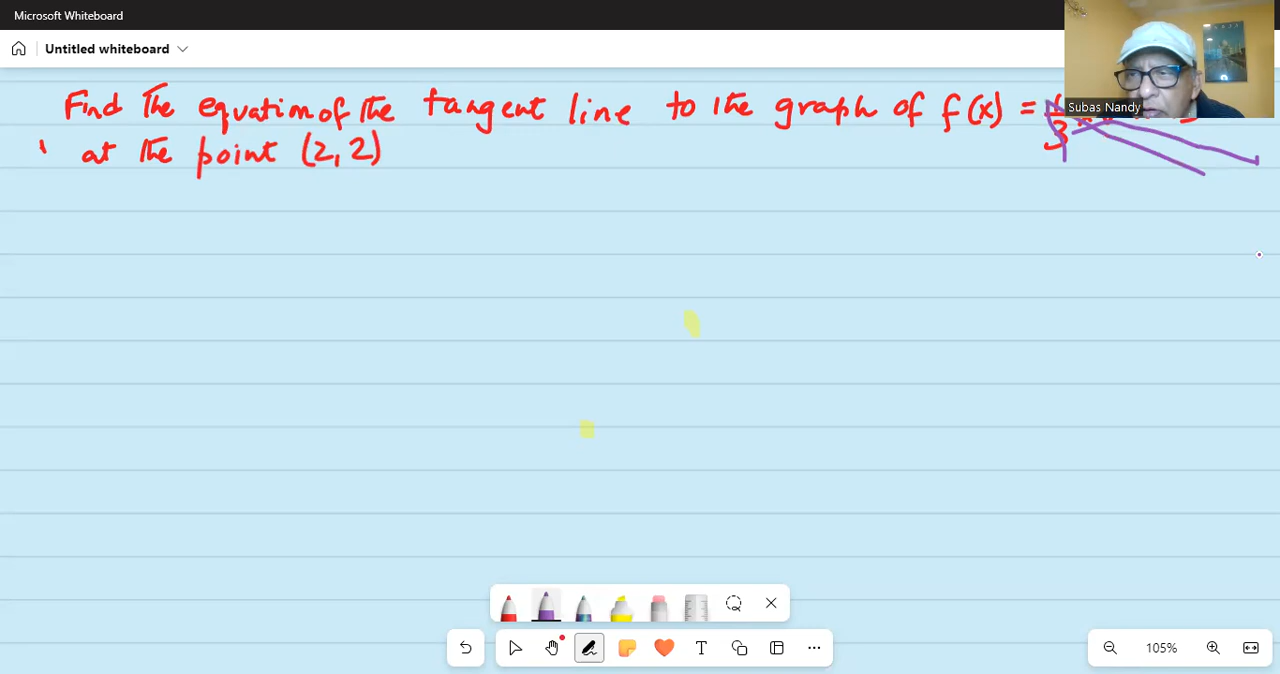 Microsoft Whiteboard
Untitled whiteboard
Subas Nandy
Find The equation of the tangent line to the graph of f(x) =
at the point (2,2)
105%